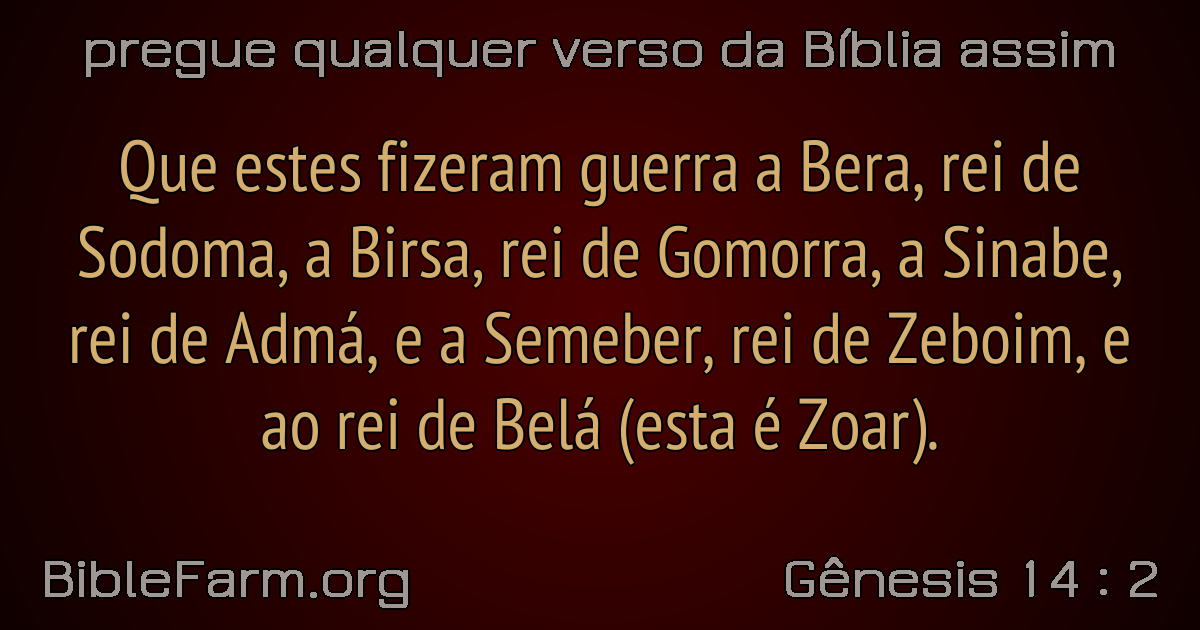 pregue qualquer verso da Bíblia assim
Que estes fizeram guerra a Bera, rei de
Sodoma, a Birsa, rei de Gomorra, a Sinabe,
rei de Admá, e a Semeber, rei de Zeboim, e
ao rei de Belá (esta é Zoar).
BibleFarm.org
Gênesis 14 : 2